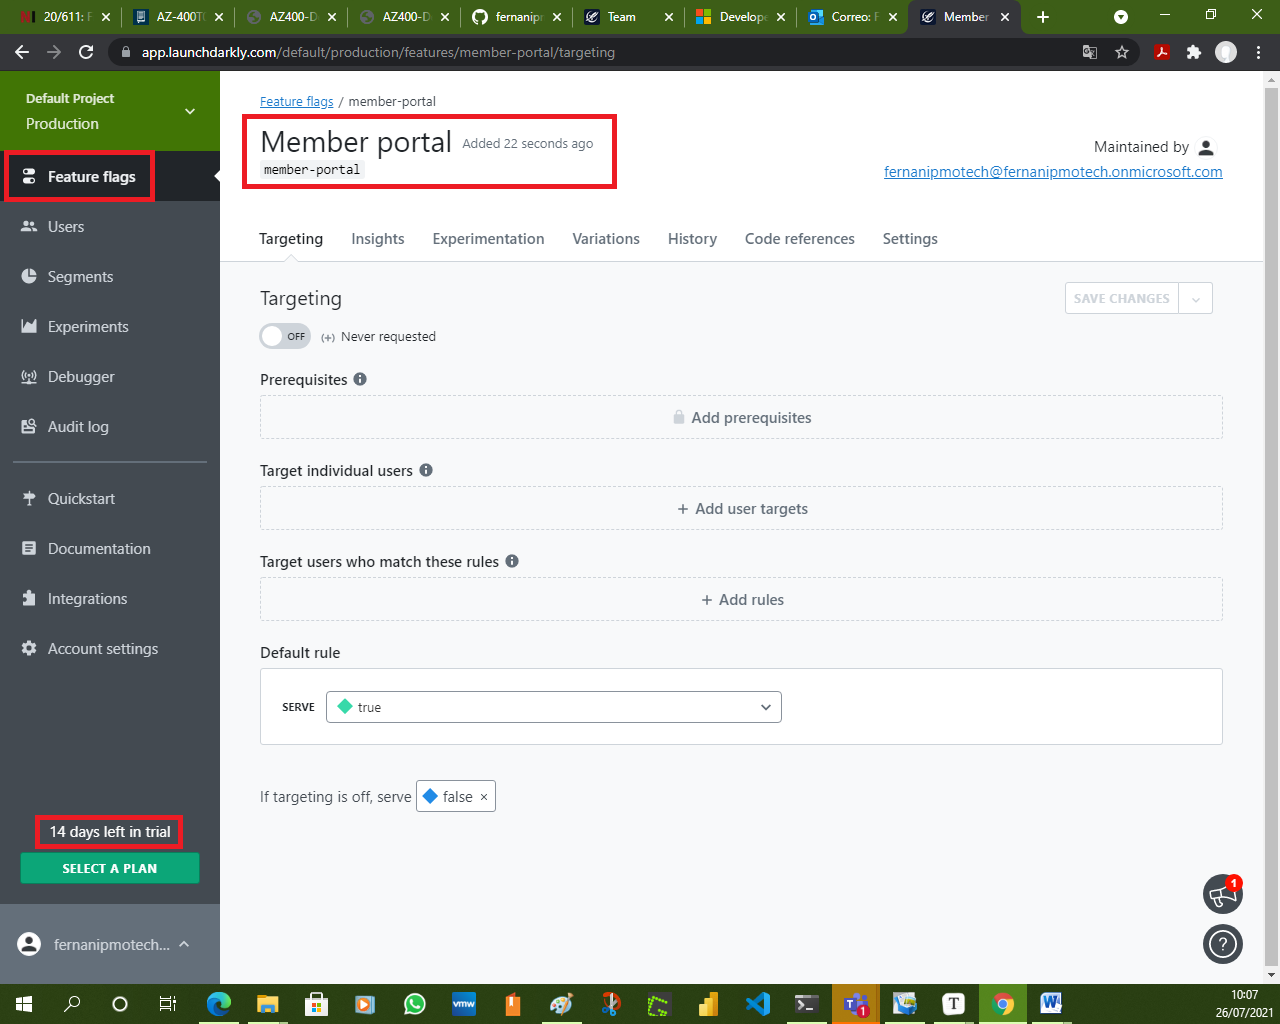 20/611: F
AZ-400T0
AZ400-D
AZ400-D
fernanipm
Team
Develope
Correo: F
Member
app.launchdarkly.com/default/production/features/member-portal/targeting
Default Project
Production
Feature flags
Users
Segments
Experiments
Debugger
Audit log
Quickstart
Documentation
Integrations
Account settings
14 days left in trial
SELECT A PLAN
fernanipmotech...
Feature flags / member-portal
Member portal Added 22 seconds ago
member-portal
Maintained by
fernanipmotech@fernanipmotech.onmicrosoft.com
Targeting Insights Experimentation Variations History Code references Settings
Targeting
SAVE CHANGES
OFF (+) Never requested
Prerequisites
Add prerequisites
Target individual users
+ Add user targets
Target users who match these rules
+ Add rules
Default rule
SERVE true
If targeting is off, serve false ×
1
?
vmw
1
T
10:07
26/07/2021